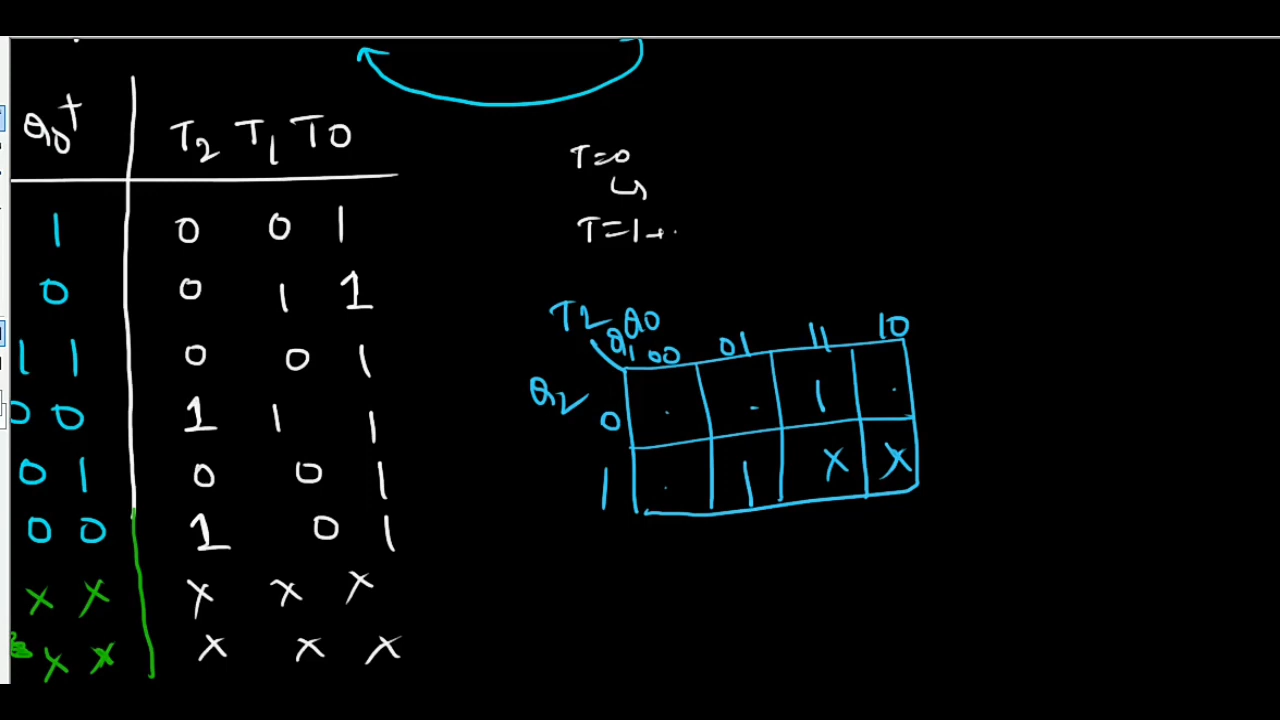 Q0+ T2 T1 T0
1 0 0 1
0 0 1 1
1 1 0 0 1
0 0 1 1 1
0 1 0 0 1
0 0 1 0 1
x x x x x
x x x x x
T=0
T=1→
T2 Q1Q0
00 01 11 10
Q2
0 . . 1 .
1 . 1 x x